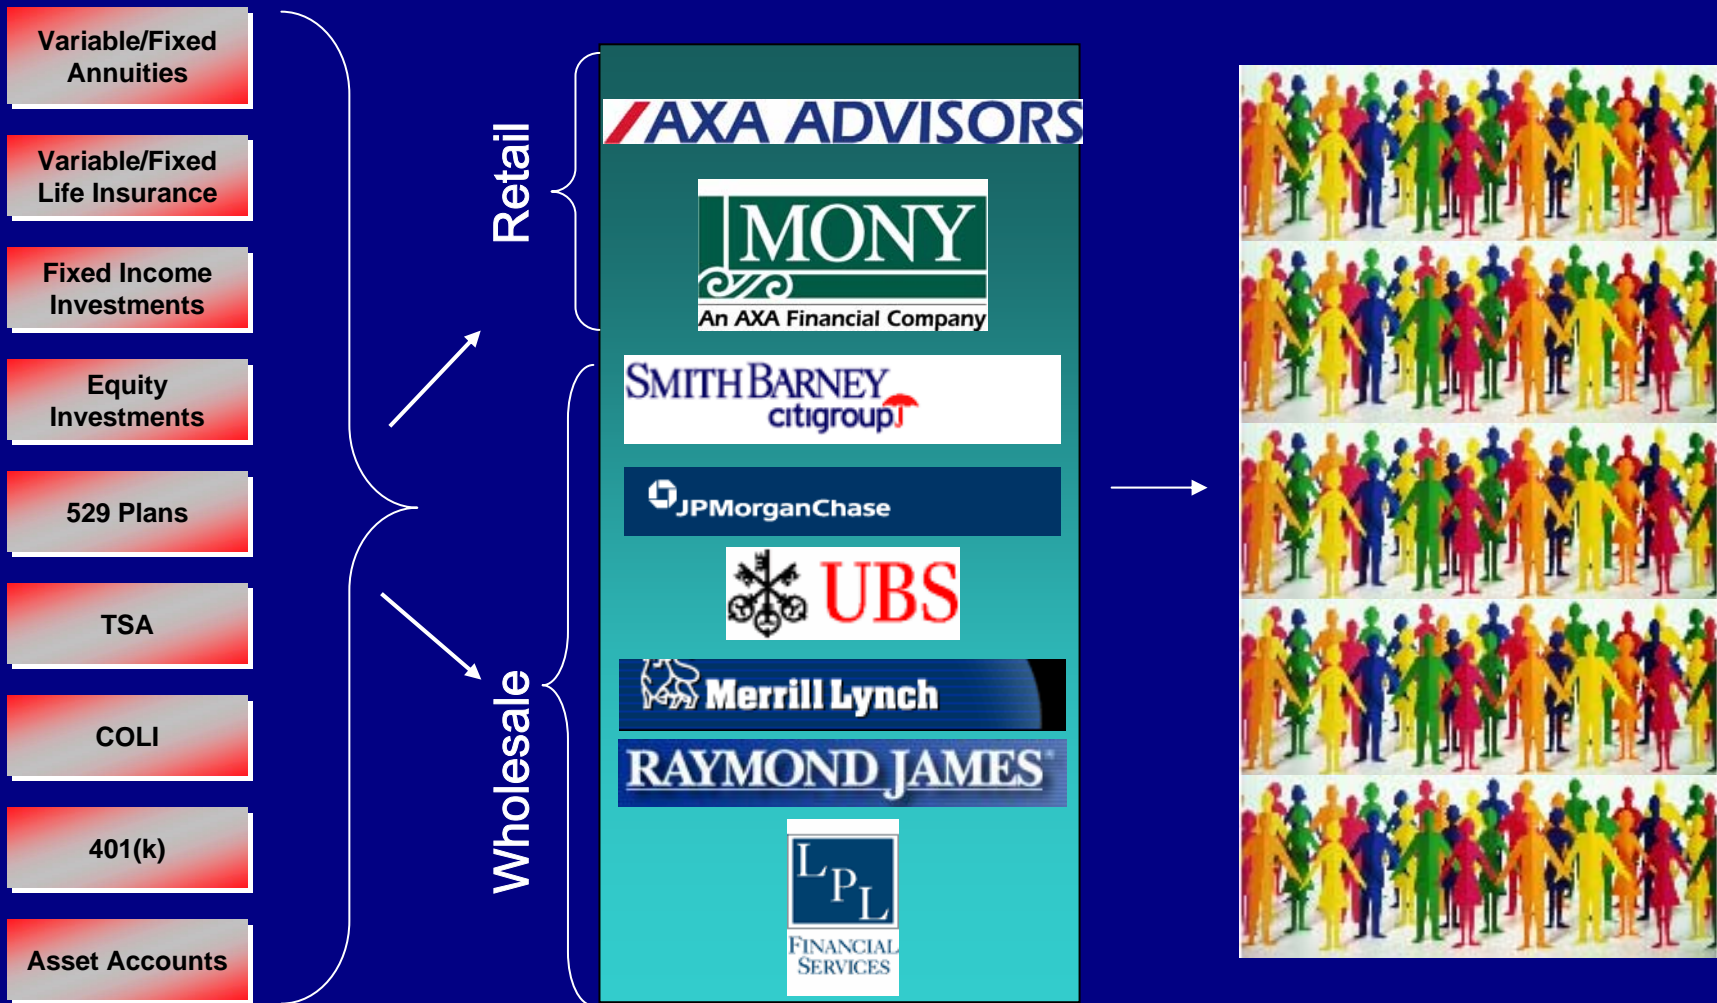 Variable/Fixed
Annuities
Variable/Fixed
Life Insurance
Fixed Income
Investments
Equity
Investments
529 Plans
TSA
COLI
401(k)
Asset Accounts
Retail
Wholesale
AXA ADVISORS
MONY
An AXA Financial Company
SMITH BARNEY
citigroup
JPMorganChase
UBS
Merrill Lynch
RAYMOND JAMES®
LPL
FINANCIAL
SERVICES